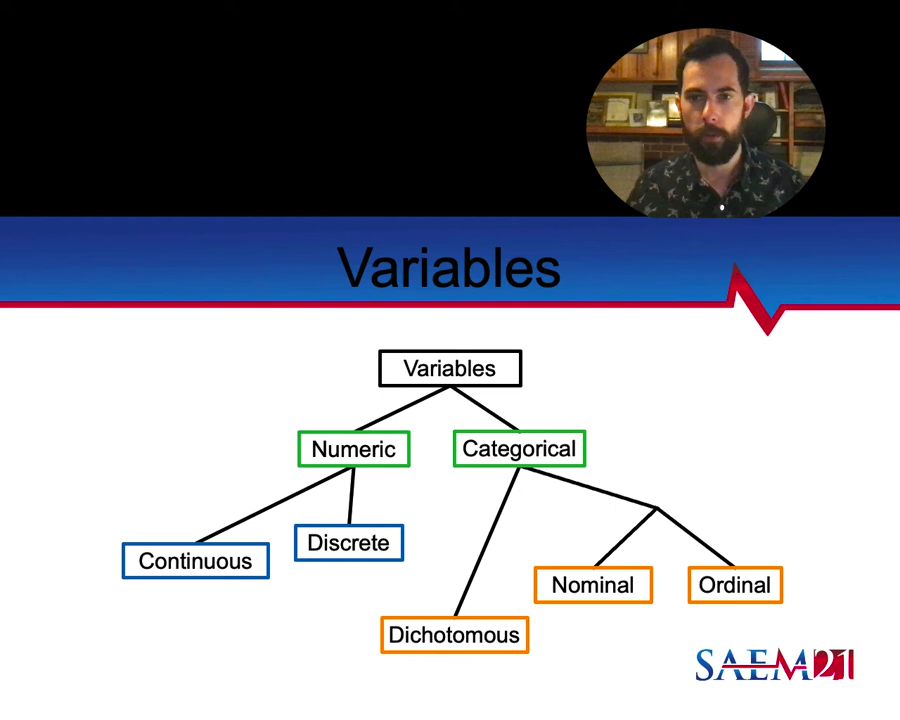 Variables
Variables
Numeric
Categorical
Continuous
Discrete
Nominal
Ordinal
Dichotomous
SAEM21